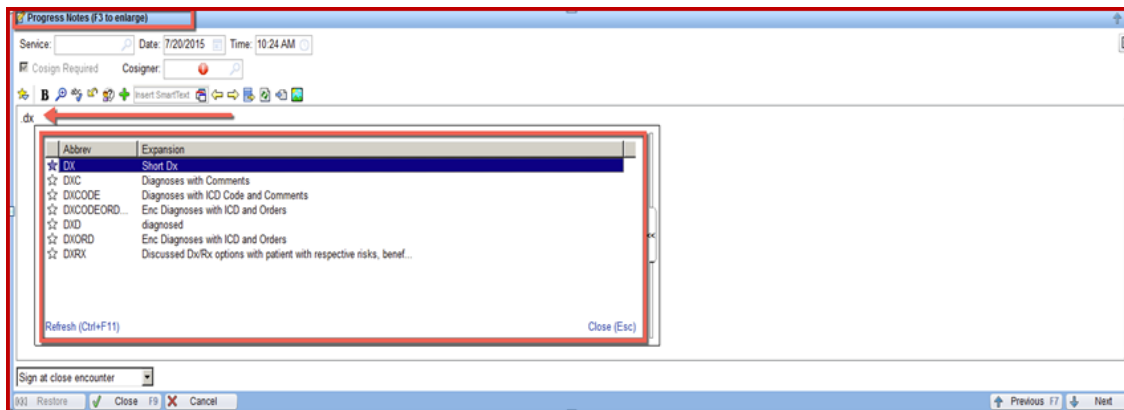 Progress Notes (F3 to enlarge)
Service: Date: 7/20/2015 Time: 10:24 AM
Cosign Required Cosigner:
B Insert SmartText
.dx
Abbrev Expansion
DX Short Dx
DXC Diagnoses with Comments
DXCODE Diagnoses with ICD Code and Comments
DXCODEORD... Enc Diagnoses with ICD and Orders
DXD diagnosed
DXORD Enc Diagnoses with ICD and Orders
DXRX Discussed Dx/Rx options with patient with respective risks, benef...
<<
Refresh (Ctrl+F11) Close (Esc)
Sign at close encounter
Restore Close F9 Cancel Previous F7 Next